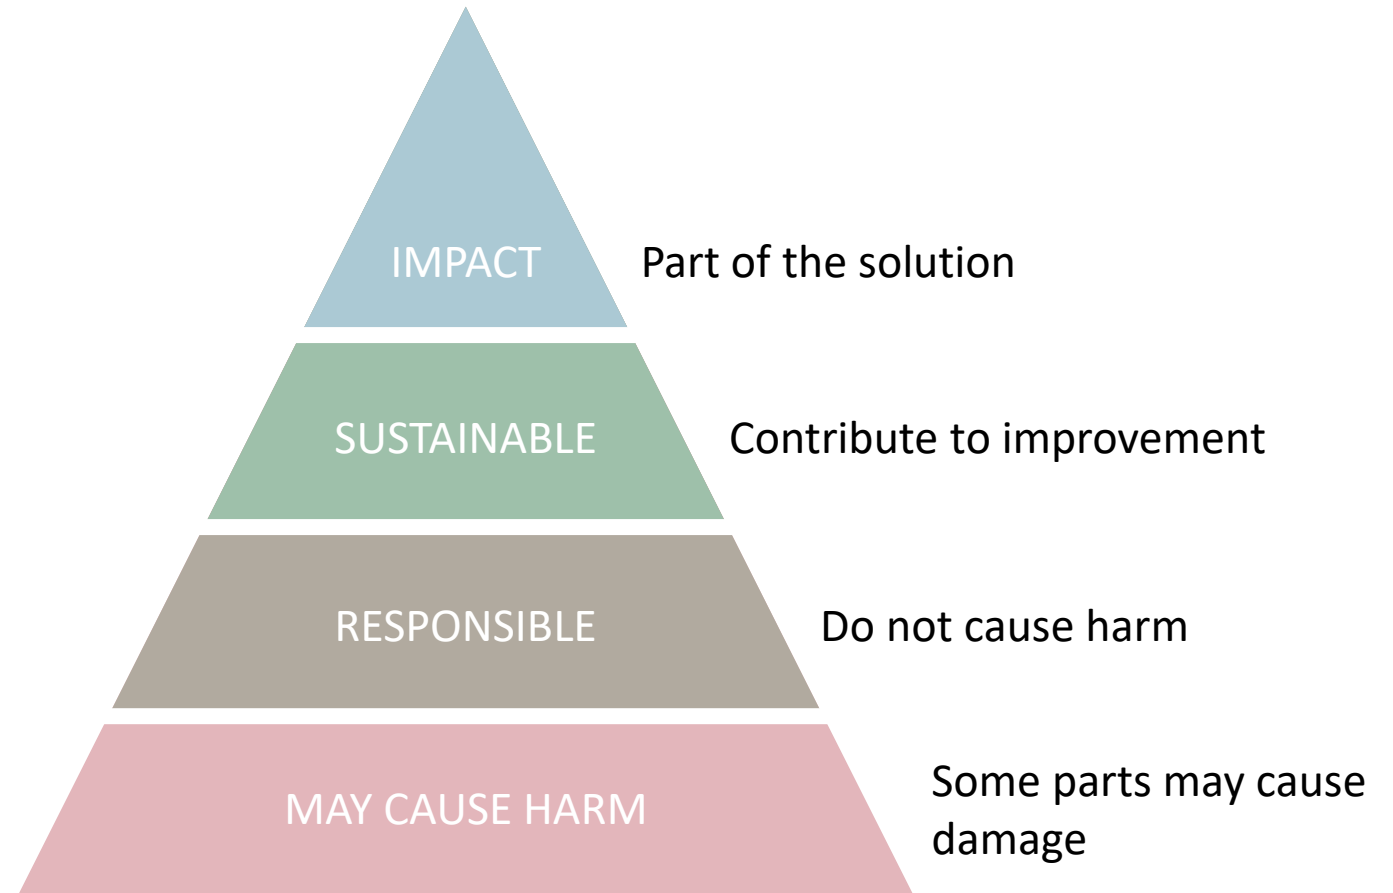 IMPACT
Part of the solution
SUSTAINABLE
Contribute to improvement
RESPONSIBLE
Do not cause harm
MAY CAUSE HARM
Some parts may cause
damage